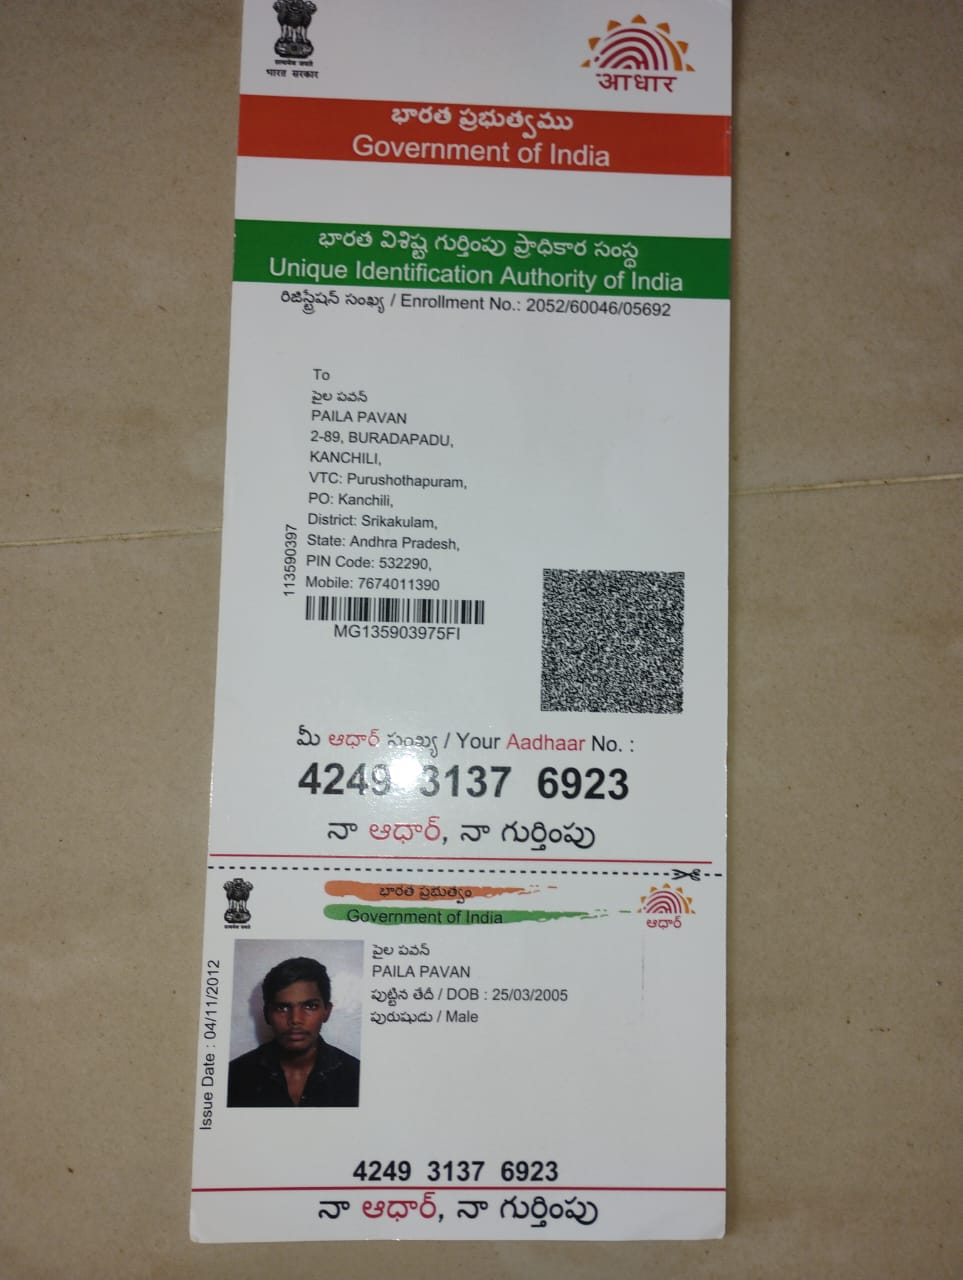 सत्यमेव जयते
भारत सरकार
आधार
భారత ప్రభుత్వము
Government of India
భారత విశిష్ట గుర్తింపు ప్రాధికార సంస్థ
Unique Identification Authority of India
రిజిస్ట్రేషన్ సంఖ్య / Enrollment No.: 2052/60046/05692
To
పైల పవన్
PAILA PAVAN
2-89, BURADAPADU,
KANCHILI,
VTC: Purushothapuram,
PO: Kanchili,
District: Srikakulam,
State: Andhra Pradesh,
PIN Code: 532290,
Mobile: 7674011390
113590397
MG135903975FI
మీ ఆధార్ సంఖ్య / Your Aadhaar No. :
4249 3137 6923
నా ఆధార్, నా గుర్తింపు
భారత ప్రభుత్వం
Government of India
ఆధార్
పైల పవన్
PAILA PAVAN
పుట్టిన తేదీ / DOB : 25/03/2005
పురుషుడు / Male
Issue Date : 04/11/2012
4249 3137 6923
నా ఆధార్, నా గుర్తింపు